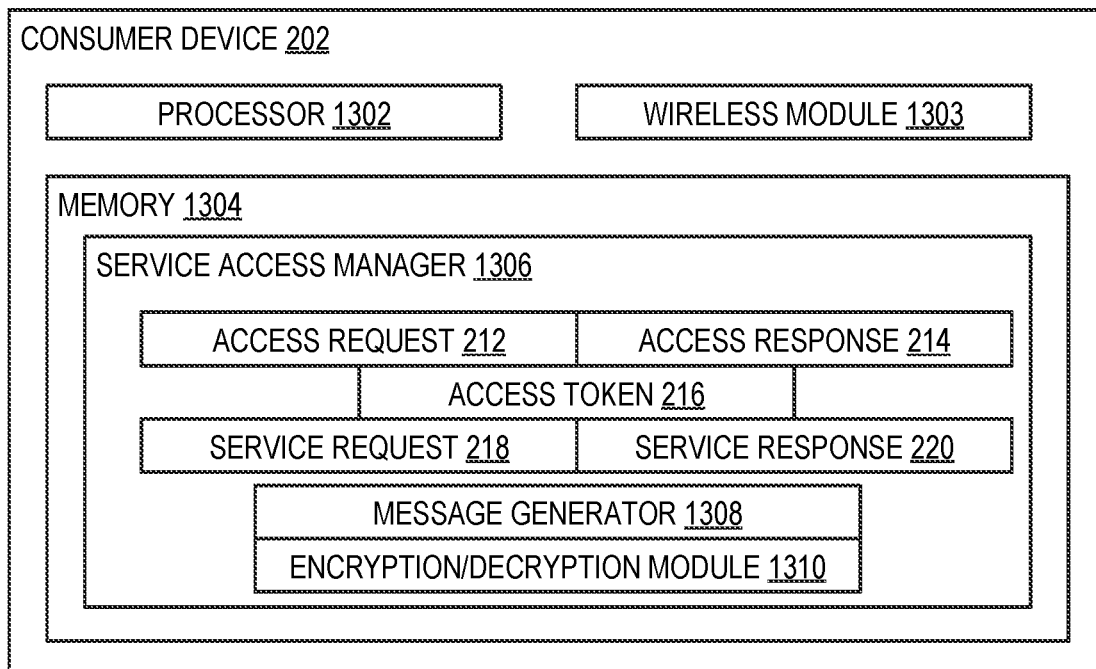 CONSUMER DEVICE 202
PROCESSOR 1302
WIRELESS MODULE 1303
MEMORY 1304
SERVICE ACCESS MANAGER 1306
ACCESS REQUEST 212
ACCESS RESPONSE 214
ACCESS TOKEN 216
SERVICE REQUEST 218
SERVICE RESPONSE 220
MESSAGE GENERATOR 1308
ENCRYPTION/DECRYPTION MODULE 1310